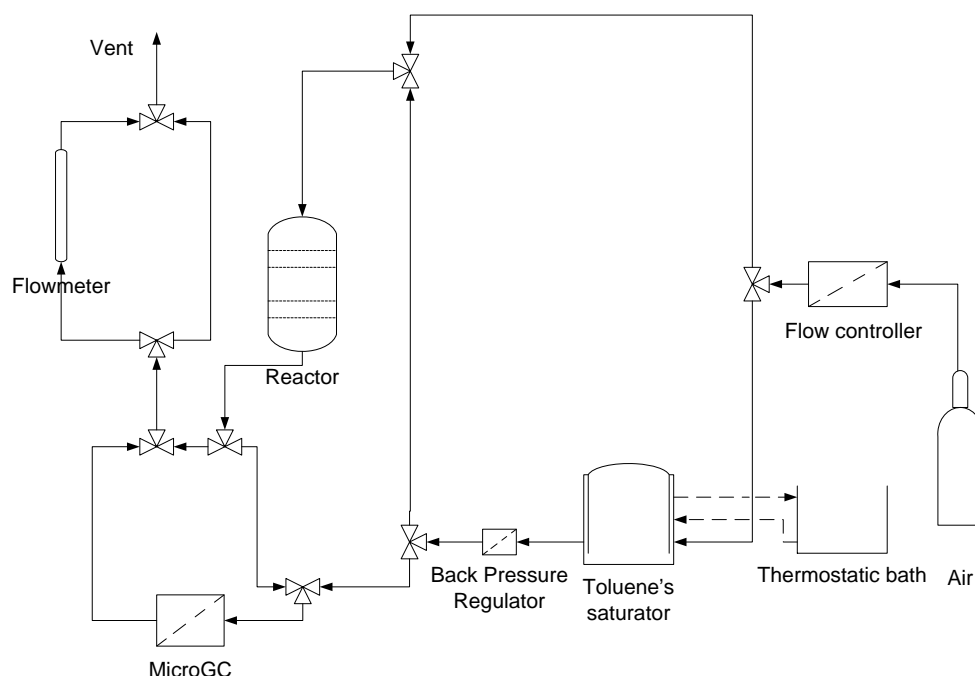 Vent
Flowmeter
Reactor
Flow controller
Back Pressure
Regulator
Toluene's
saturator
Thermostatic bath
Air
MicroGC